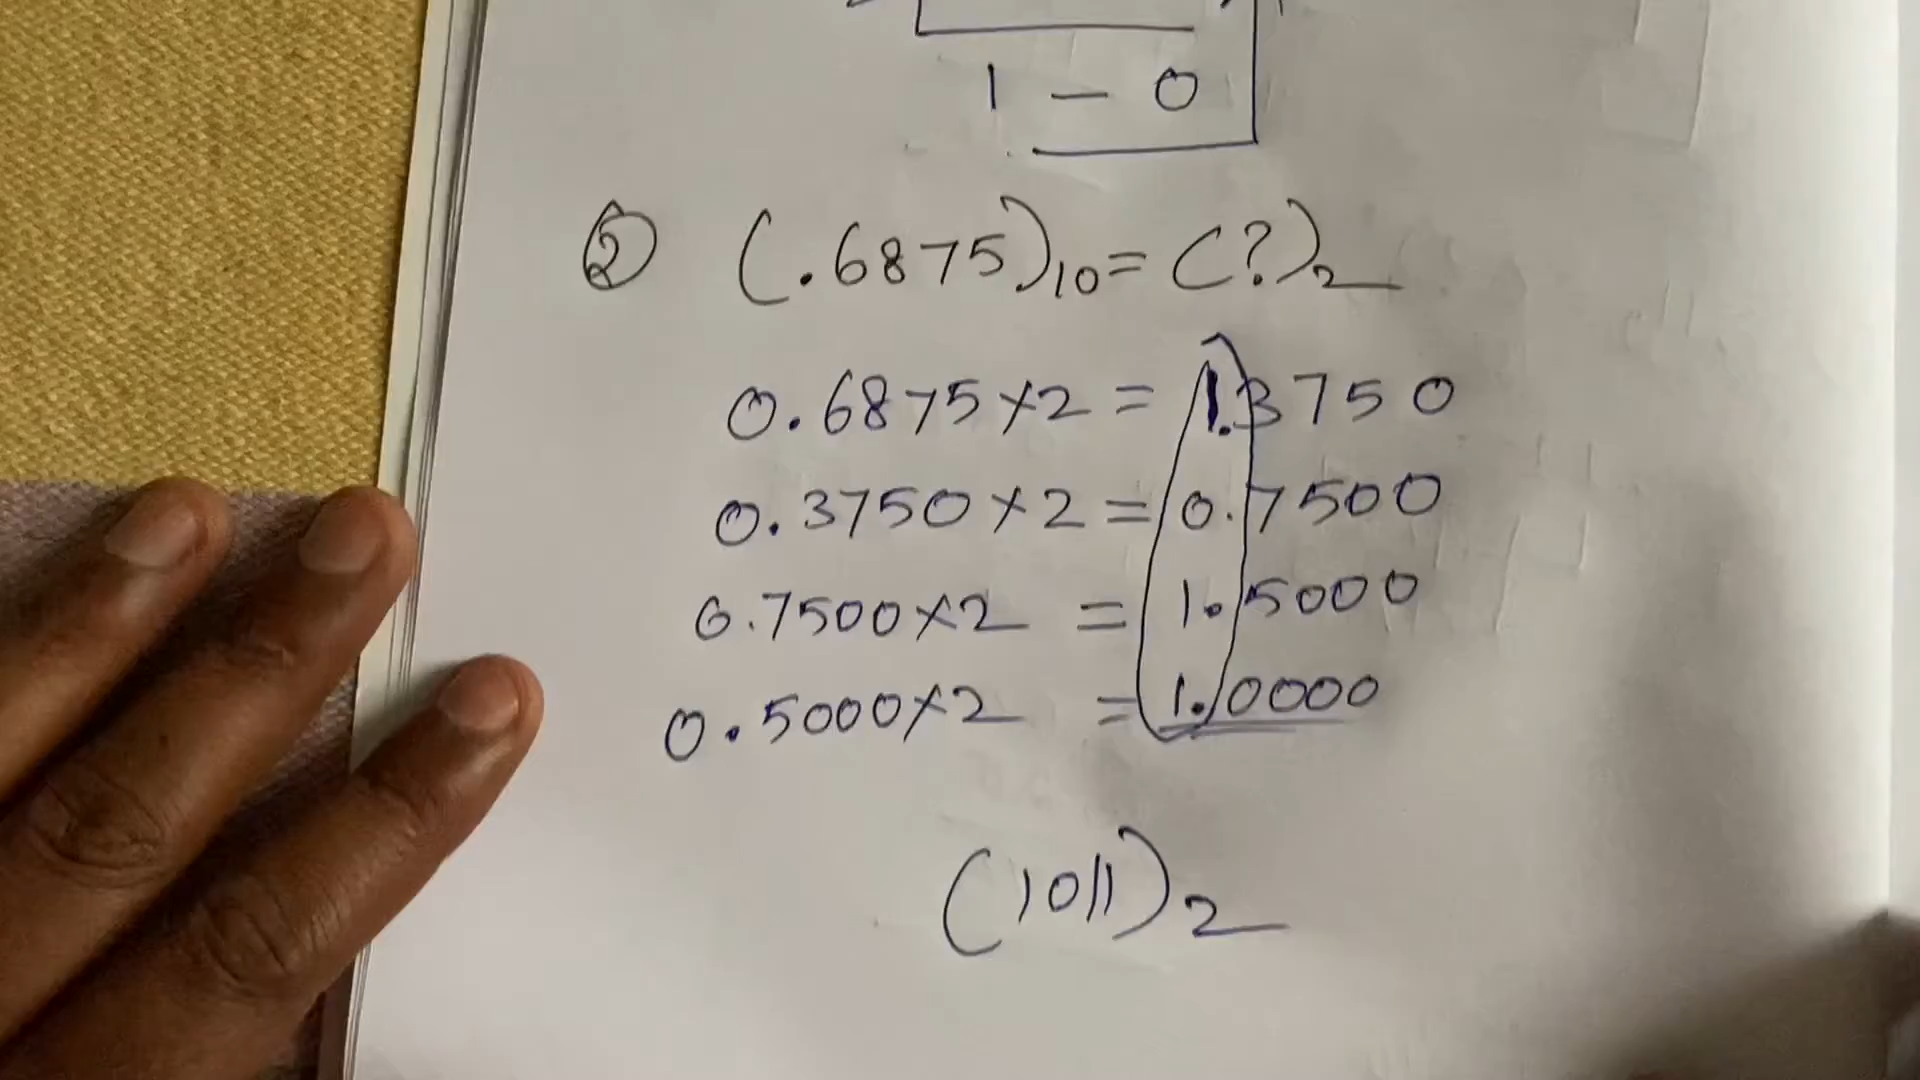 1 - 0
② (.6875)₁₀ = (?)₂
0.6875×2 = 1.3750
0.3750×2 = 0.7500
0.7500×2 = 1.5000
0.5000×2 = 1.0000
(1011)₂